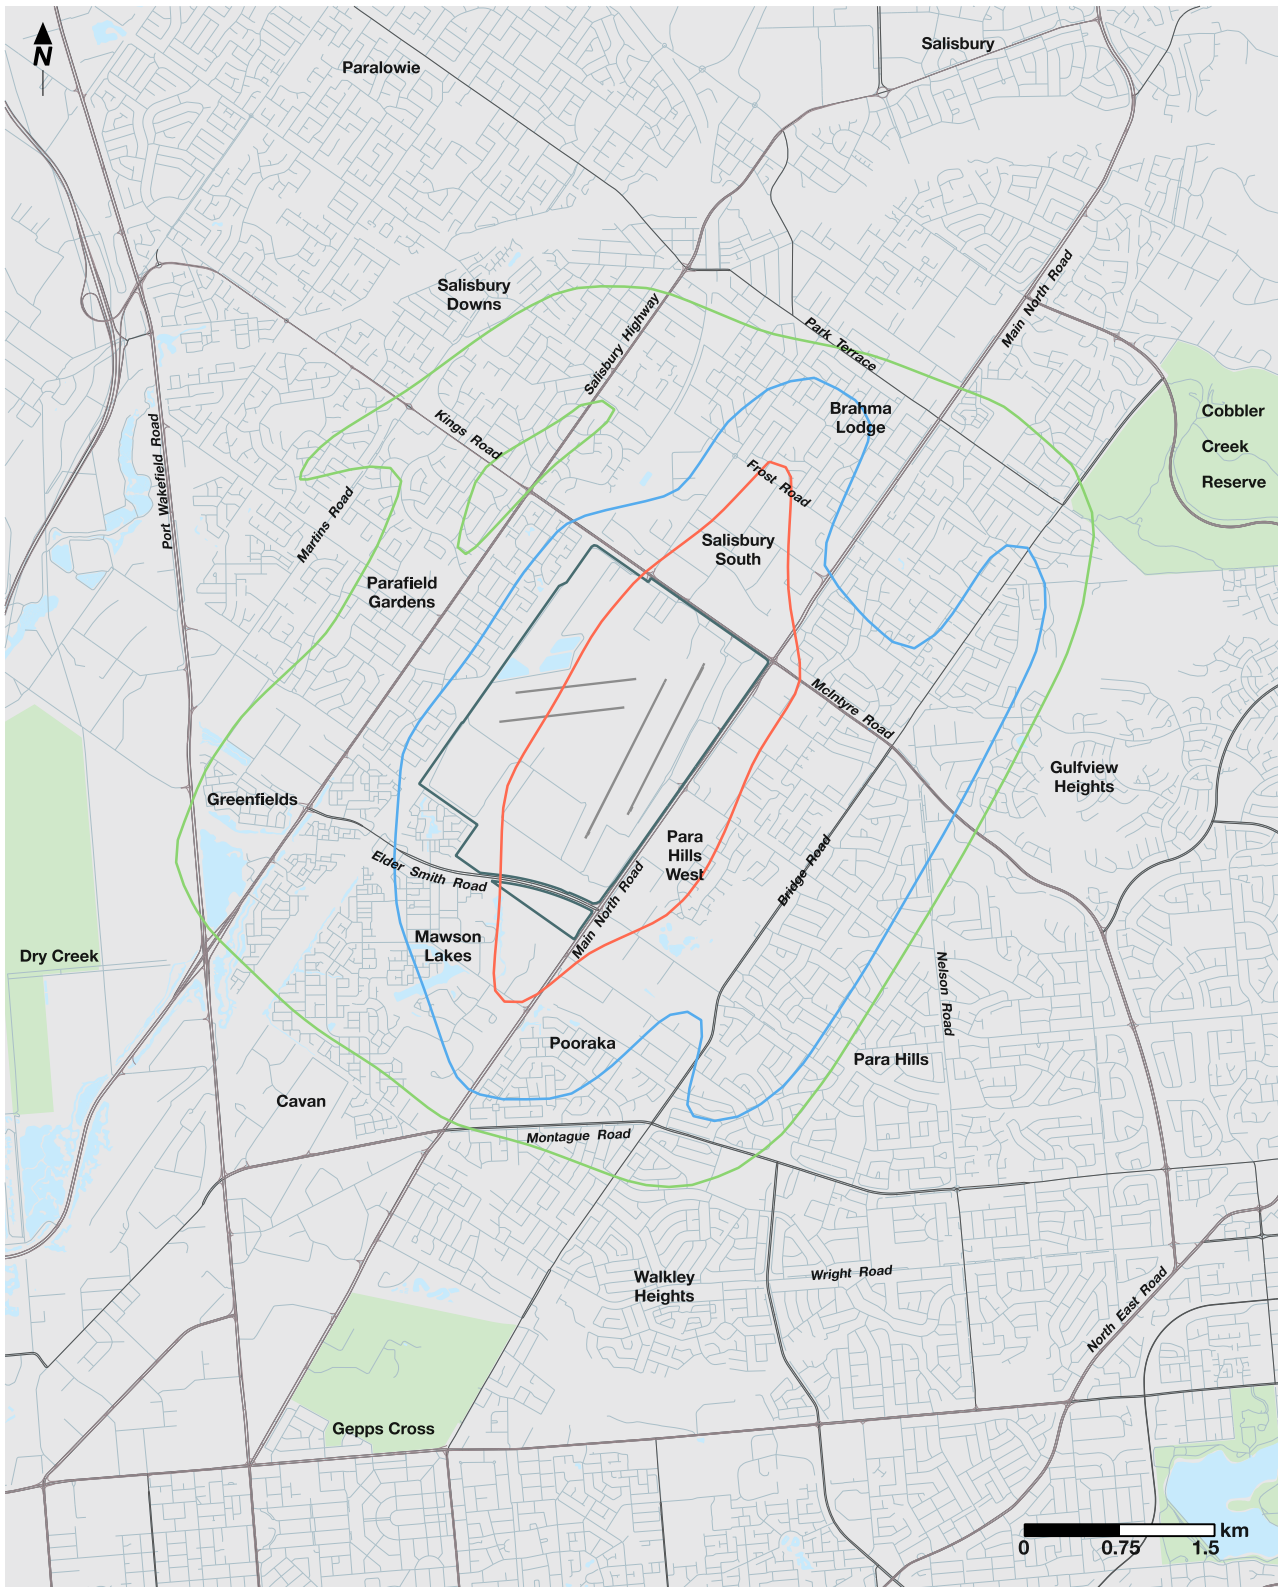 N
Paralowie
Salisbury
Salisbury
Downs
Salisbury Highway
Main North Road
Park Terrace
Brahma
Lodge
Cobbler
Creek
Reserve
Kings Road
Port Wakefield Road
Frost Road
Martins Road
Salisbury
South
Parafield
Gardens
McIntyre Road
Gulfview
Heights
Greenfields
Para
Hills
West
Elder Smith Road
Bridge Road
Main North Road
Mawson
Lakes
Dry Creek
Nelson Road
Pooraka
Para Hills
Cavan
Montague Road
Wright Road
Walkley
Heights
North East Road
Gepps Cross
km
0 0.75 1.5